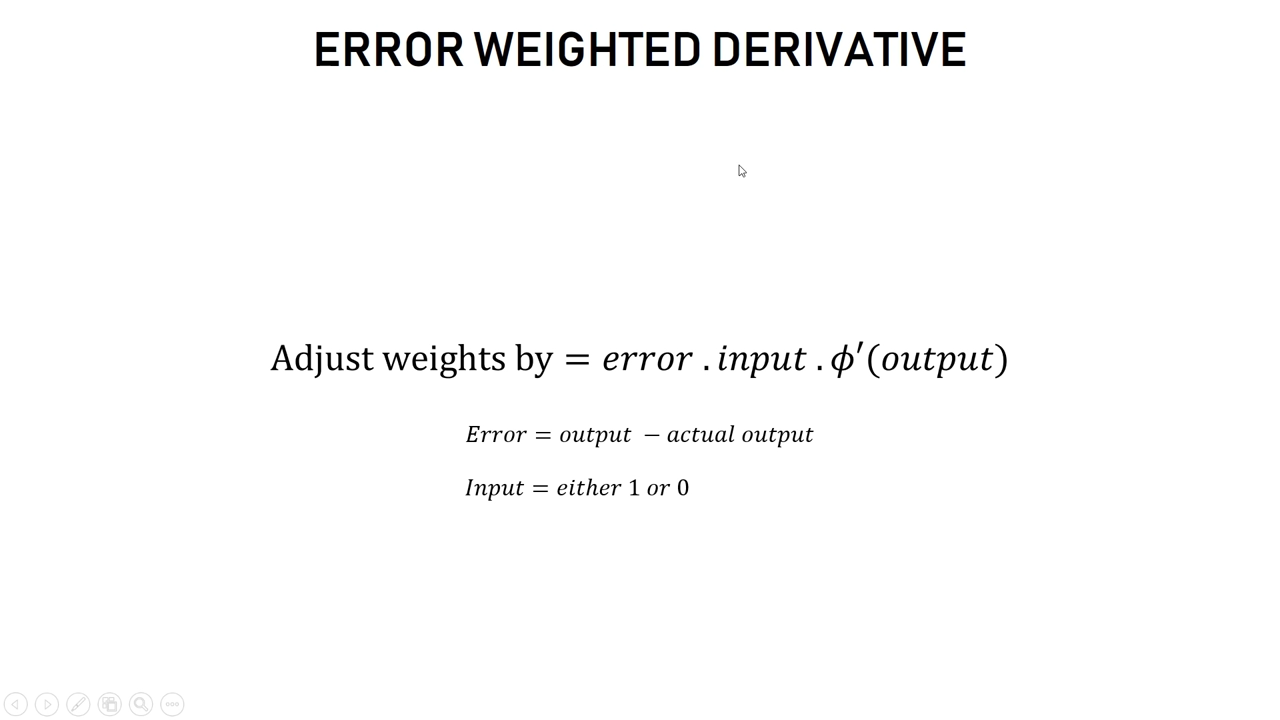 ERROR WEIGHTED DERIVATIVE
Adjust weights by = error . input . ϕ′(output)
Error = output − actual output
Input = either 1 or 0